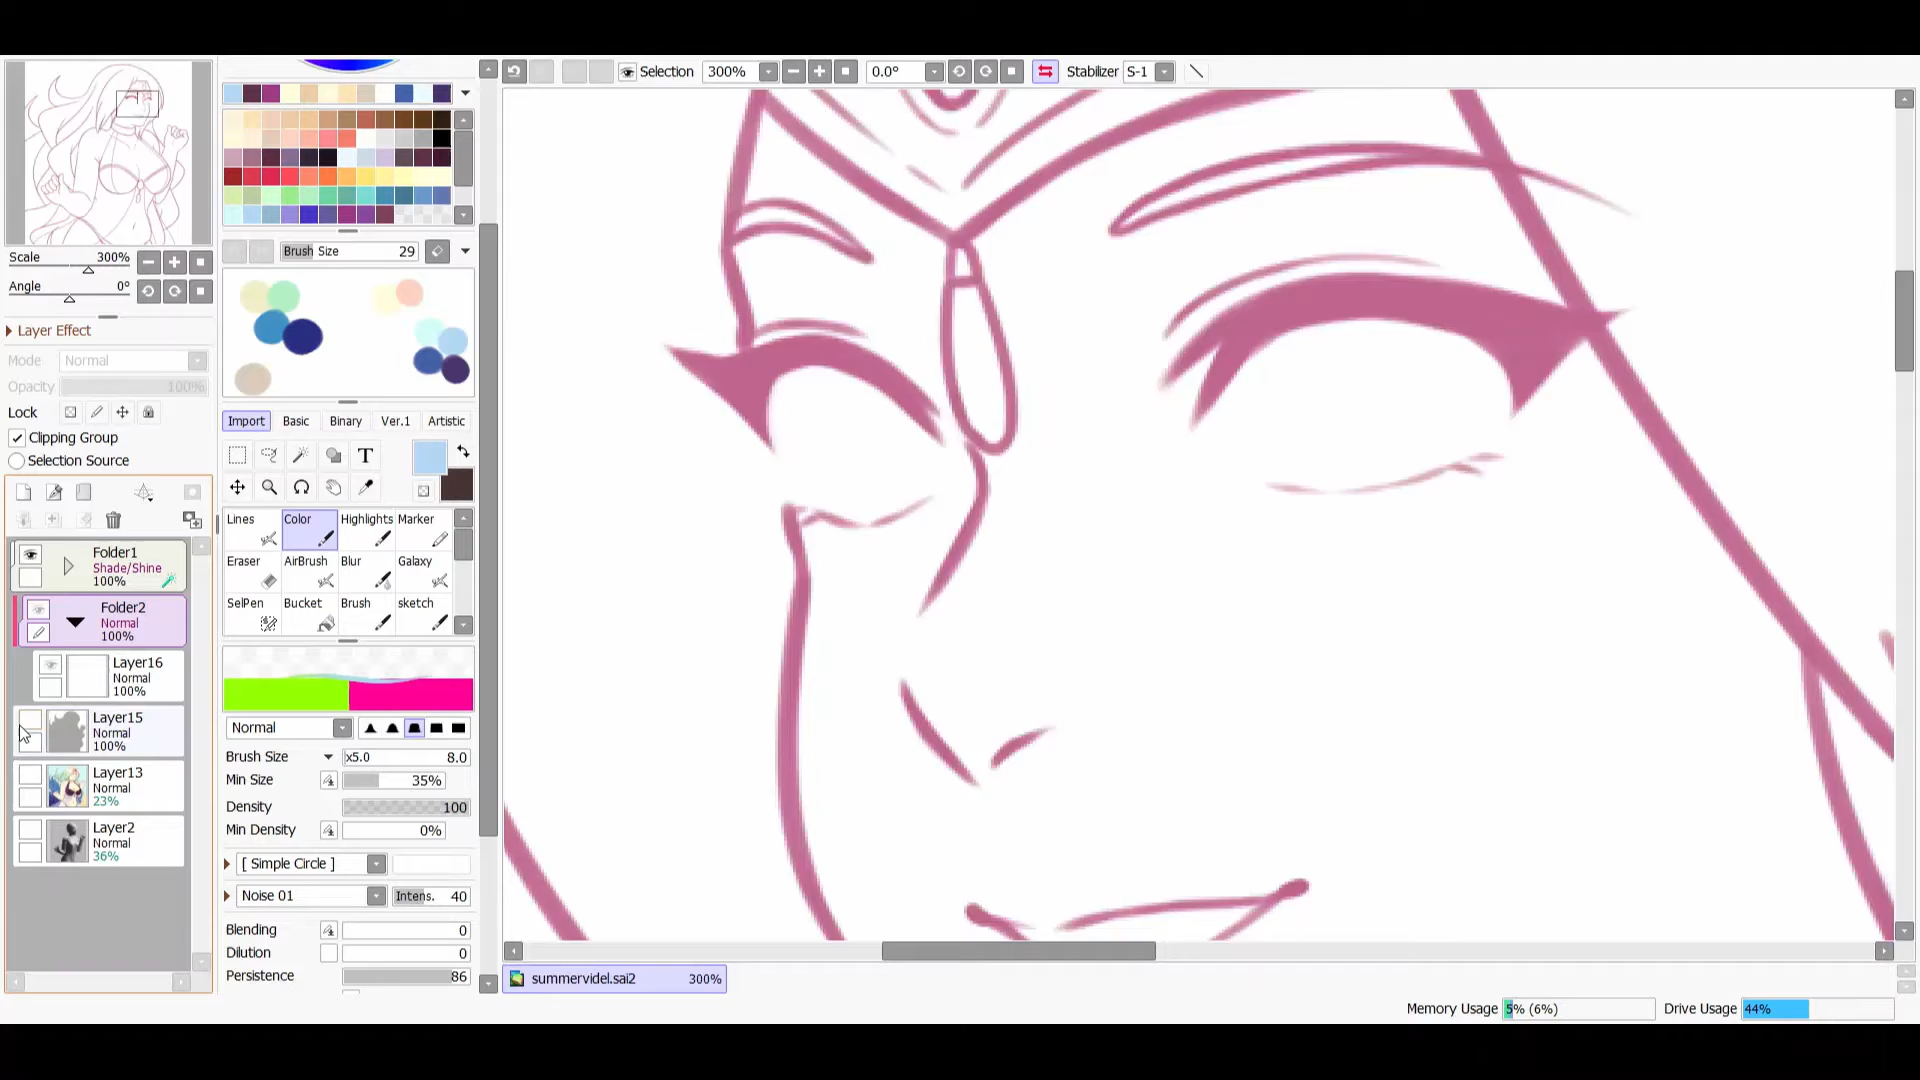 Selection 300% 0.0° Stabilizer S-1
Scale 300%
Angle 0°
Layer Effect
Mode Normal
Opacity 100%
Lock
Clipping Group
Selection Source
Folder1
Shade/Shine
100%
Folder2
Normal
100%
Layer16
Normal
100%
Layer15
Normal
100%
Layer13
Normal
23%
Layer2
Normal
36%
Brush Size 29
Import Basic Binary Ver.1 Artistic
T
Lines Color Highlights Marker
Eraser AirBrush Blur Galaxy
SelPen Bucket Brush sketch
Normal
Brush Size x5.0 8.0
Min Size 35%
Density 100
Min Density 0%
[ Simple Circle ]
Noise 01 Intens. 40
Blending 0
Dilution 0
Persistence 86
summervidel.sai2 300%
Memory Usage 5% (6%) Drive Usage 44%